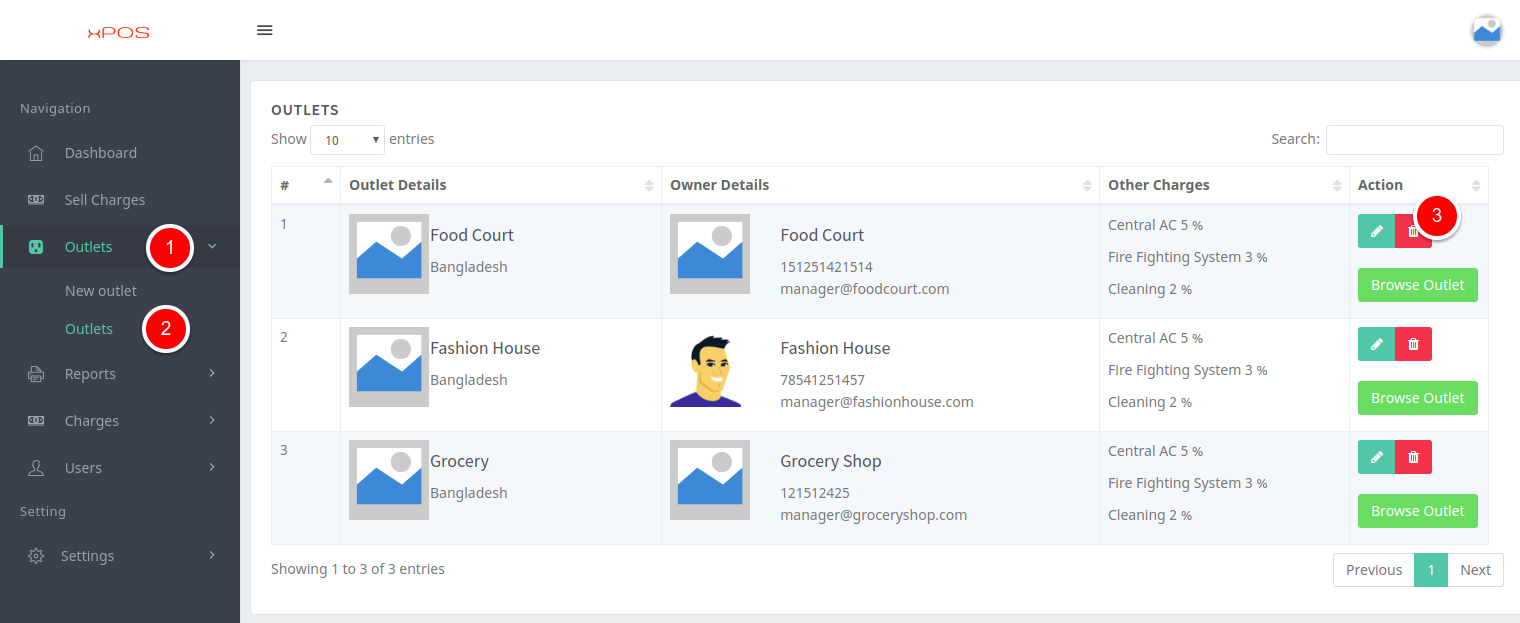 xPOS
Navigation
Dashboard
Sell Charges
Outlets 1
New outlet
Outlets 2
Reports
Charges
Users
Setting
Settings
OUTLETS
Show 10 entries Search:
# Outlet Details Owner Details Other Charges Action
1 Food Court Food Court Central AC 5 % 3
Bangladesh 151251421514 Fire Fighting System 3 %
manager@foodcourt.com Cleaning 2 % Browse Outlet
2 Fashion House Fashion House Central AC 5 %
Bangladesh 78541251457 Fire Fighting System 3 %
manager@fashionhouse.com Cleaning 2 % Browse Outlet
3 Grocery Grocery Shop Central AC 5 %
Bangladesh 121512425 Fire Fighting System 3 %
manager@groceryshop.com Cleaning 2 % Browse Outlet
Showing 1 to 3 of 3 entries Previous 1 Next